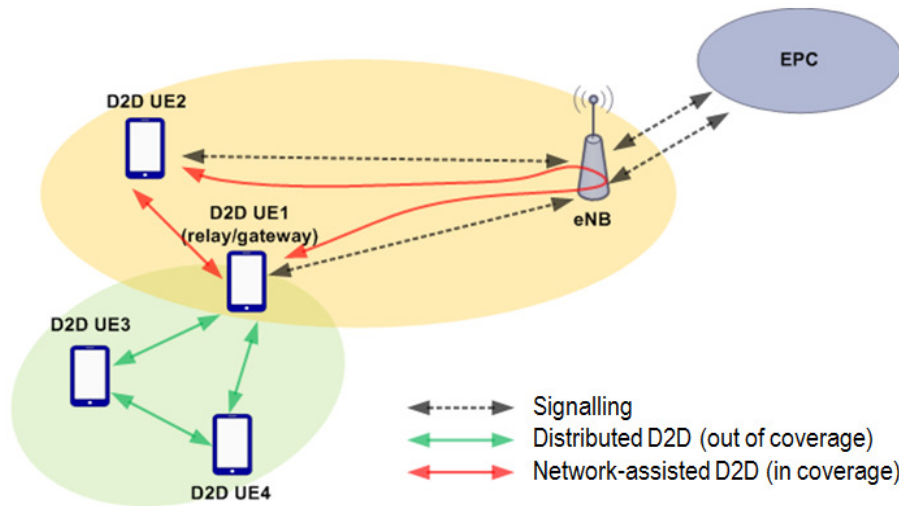 EPC
D2D UE2
D2D UE1
(relay/gateway)
eNB
D2D UE3
D2D UE4
Signalling
Distributed D2D (out of coverage)
Network-assisted D2D (in coverage)